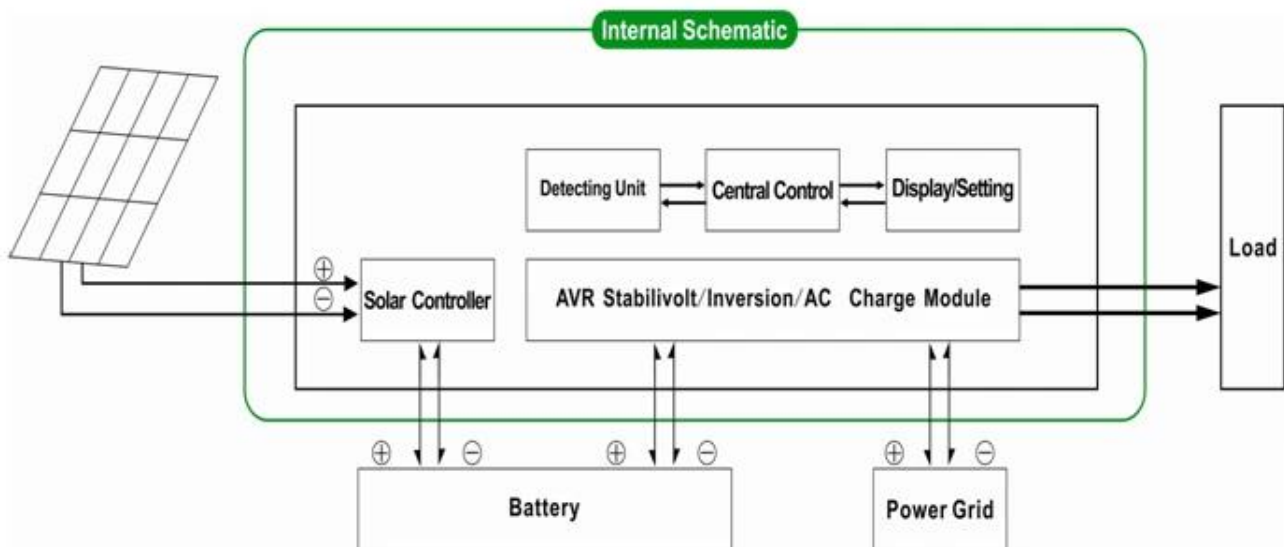 Internal Schematic
Detecting Unit
Central Control
Display/Setting
Load
⊕
⊖
Solar Controller
AVR Stabilivolt/Inversion/AC Charge Module
⊕ ⊖ ⊕ ⊖ ⊕ ⊖
Battery
Power Grid